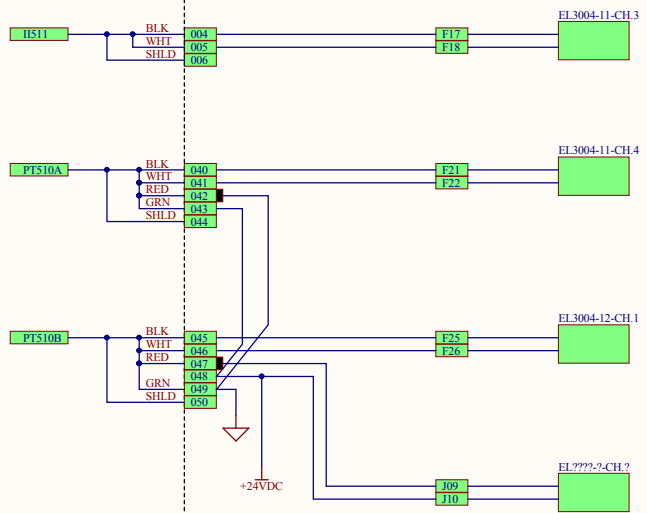 EL3004-11-CH.3
II511 BLK 004 F17
WHT 005 F18
SHLD 006
EL3004-11-CH.4
PT510A BLK 040 F21
WHT 041 F22
RED 042
GRN 043
SHLD 044
EL3004-12-CH.1
PT510B BLK 045 F25
WHT 046 F26
RED 047
048
GRN 049
SHLD 050
EL????-?-CH.?
+24VDC J09
J10